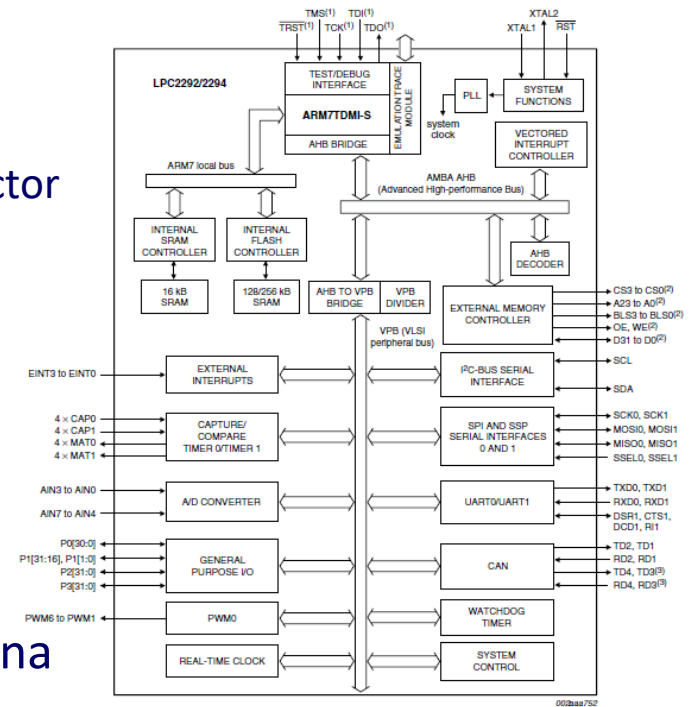 TMS(1) TDI(1)
TRST(1) TCK(1) TDO(1)
XTAL2
XTAL1 RST
LPC2292/2294
TEST/DEBUG
INTERFACE
ARM7TDMI-S
AHB BRIDGE
EMULATION TRACE
MODULE
PLL
system
clock
SYSTEM
FUNCTIONS
VECTORED
INTERRUPT
CONTROLLER
ARM7 local bus
AMBA AHB
(Advanced High-performance Bus)
ctor
INTERNAL
SRAM
CONTROLLER
INTERNAL
FLASH
CONTROLLER
AHB
DECODER
16 kB
SRAM
128/256 kB
SRAM
AHB TO VPB
BRIDGE
VPB
DIVIDER
EXTERNAL MEMORY
CONTROLLER
CS3 to CS0(2)
A23 to A0(2)
BLS3 to BLS0(2)
OE, WE(2)
D31 to D0(2)
VPB (VLSI
peripheral bus)
EINT3 to EINT0
EXTERNAL
INTERRUPTS
I2C-BUS SERIAL
INTERFACE
SCL
SDA
4 × CAP0
4 × CAP1
4 × MAT0
4 × MAT1
CAPTURE/
COMPARE
TIMER 0/TIMER 1
SPI AND SSP
SERIAL INTERFACES
0 AND 1
SCK0, SCK1
MOSI0, MOSI1
MISO0, MISO1
SSEL0, SSEL1
AIN3 to AIN0
AIN7 to AIN4
A/D CONVERTER
UART0/UART1
TXD0, TXD1
RXD0, RXD1
DSR1, CTS1,
DCD1, RI1
P0[30:0]
P1[31:16], P1[1:0]
P2[31:0]
P3[31:0]
GENERAL
PURPOSE I/O
CAN
TD2, TD1
RD2, RD1
TD4, TD3(3)
RD4, RD3(3)
PWM6 to PWM1
PWM0
WATCHDOG
TIMER
na
REAL-TIME CLOCK
SYSTEM
CONTROL
002aaa752